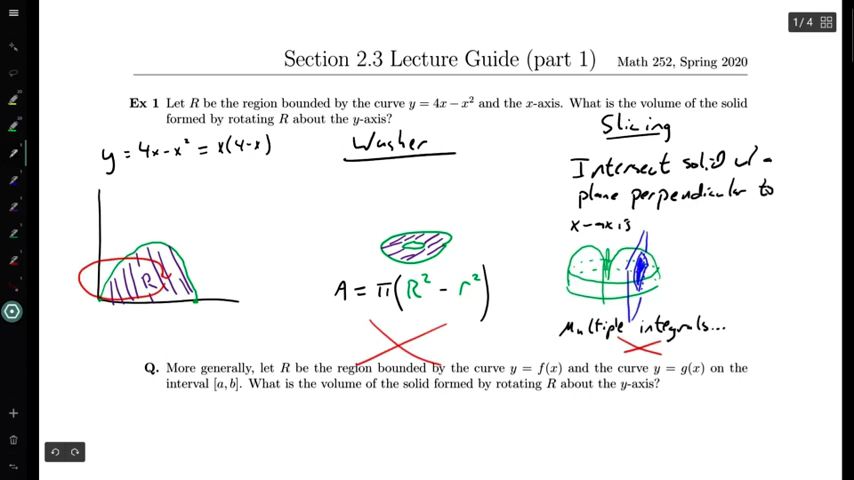 1/4
Section 2.3 Lecture Guide (part 1) Math 252, Spring 2020
Ex 1 Let R be the region bounded by the curve y = 4x − x² and the x-axis. What is the volume of the solid
formed by rotating R about the y-axis?
y = 4x-x² = x(4-x)
R
Washer
A = π(R² - r²)
Slicing
Intersect solid w/ a
plane perpendicular to
x-axis
Multiple integrals...
Q. More generally, let R be the region bounded by the curve y = f(x) and the curve y = g(x) on the
interval [a, b]. What is the volume of the solid formed by rotating R about the y-axis?